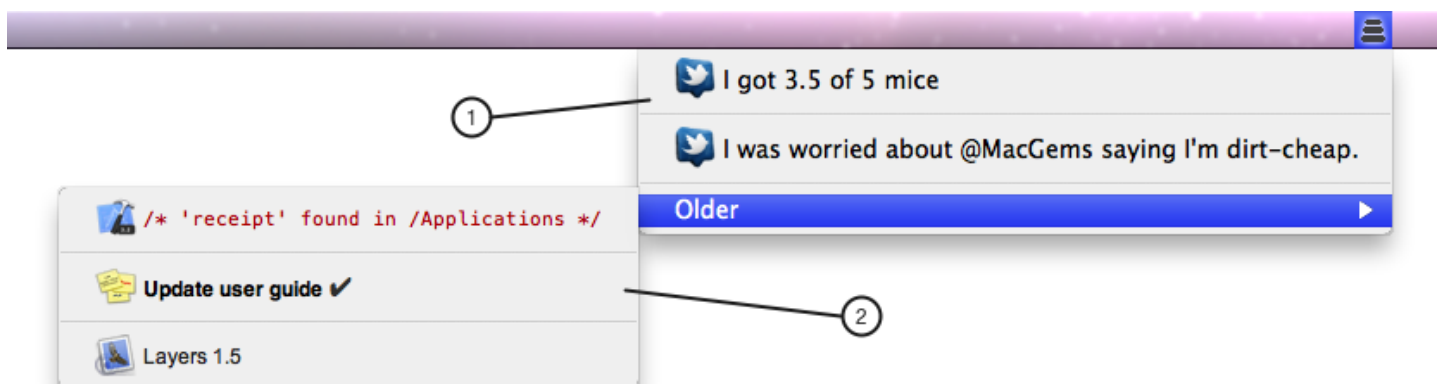 I got 3.5 of 5 mice
1
I was worried about @MacGems saying I'm dirt-cheap.
Older
/* 'receipt' found in /Applications */
Update user guide ✔
2
Layers 1.5